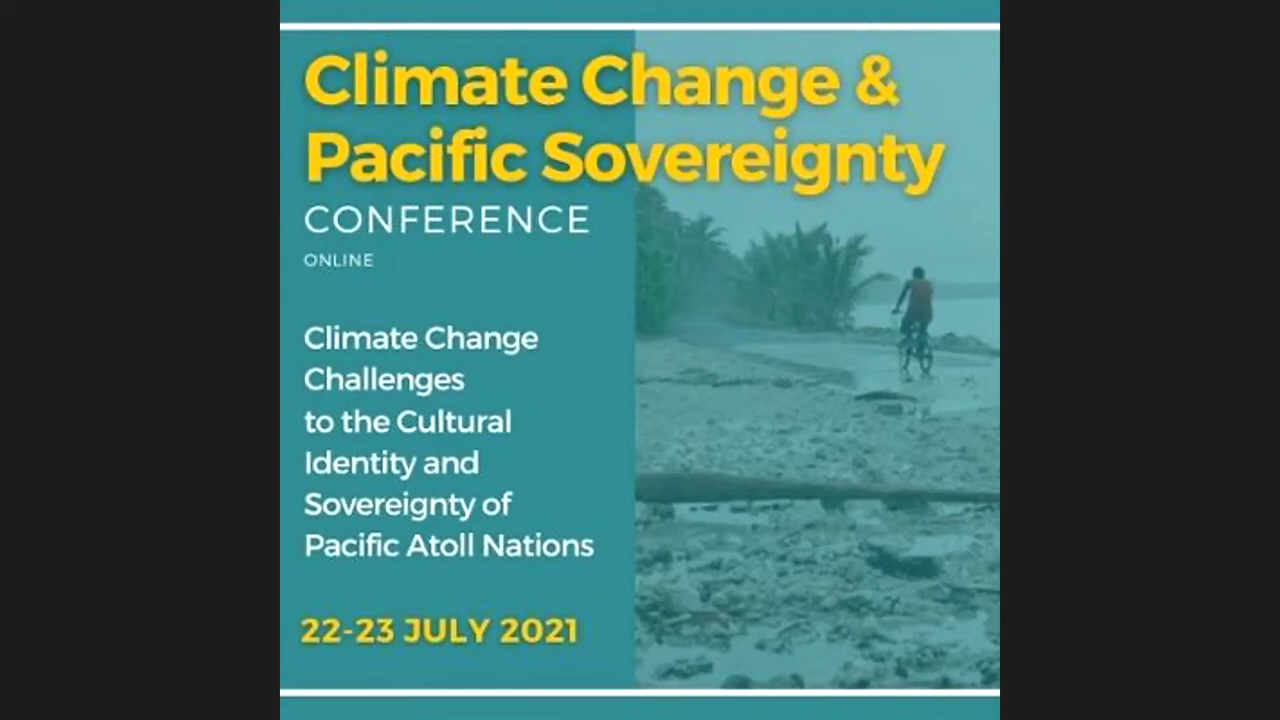 Climate Change &
Pacific Sovereignty
CONFERENCE
ONLINE
Climate Change
Challenges
to the Cultural
Identity and
Sovereignty of
Pacific Atoll Nations
22-23 JULY 2021